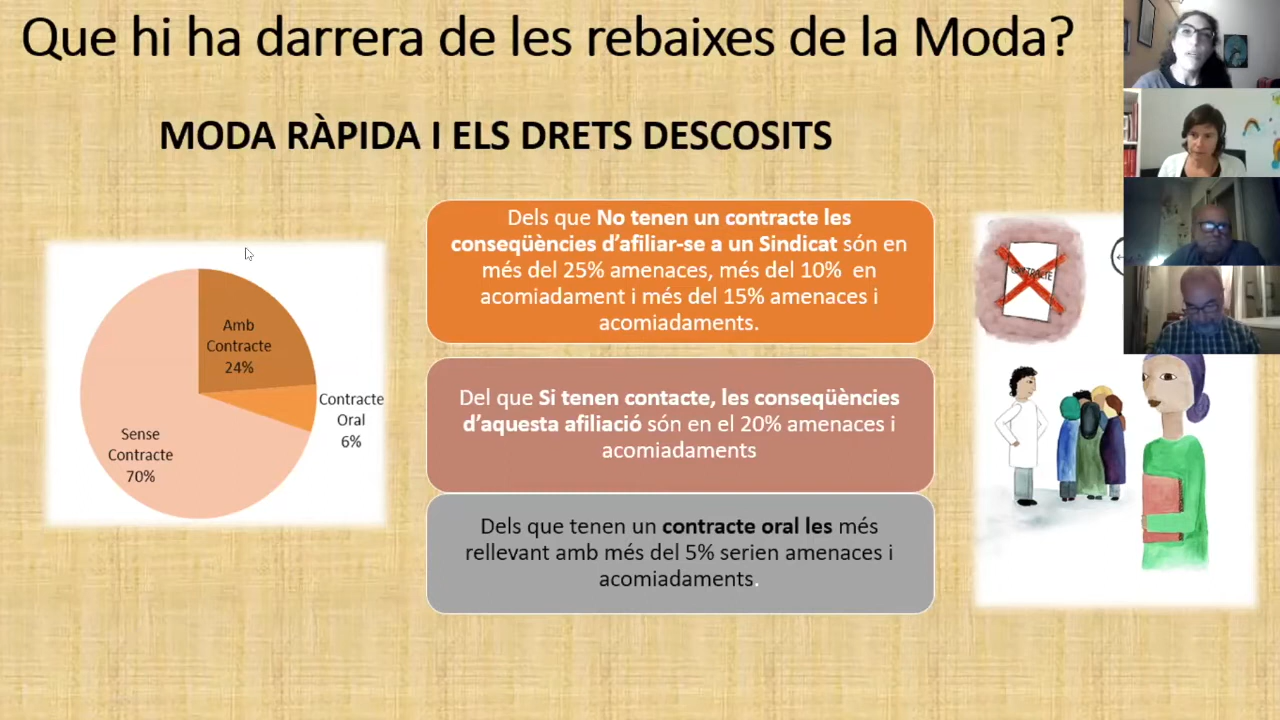 Que hi ha darrera de les rebaixes de la Moda?
MODA RÀPIDA I ELS DRETS DESCOSITS
Amb
Contracte
24%
Contracte
Oral
6%
Sense
Contracte
70%
Dels que No tenen un contracte les
conseqüències d'afiliar-se a un Sindicat són en
més del 25% amenaces, més del 10% en
acomiadament i més del 15% amenaces i
acomiadaments.
Del que Si tenen contacte, les conseqüències
d'aquesta afiliació són en el 20% amenaces i
acomiadaments
Dels que tenen un contracte oral les més
rellevant amb més del 5% serien amenaces i
acomiadaments.
CONTRACTE